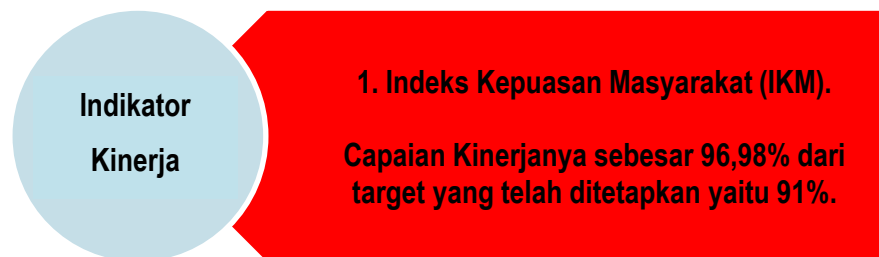 Indikator
Kinerja
1. Indeks Kepuasan Masyarakat (IKM).
Capaian Kinerjanya sebesar 96,98% dari
target yang telah ditetapkan yaitu 91%.